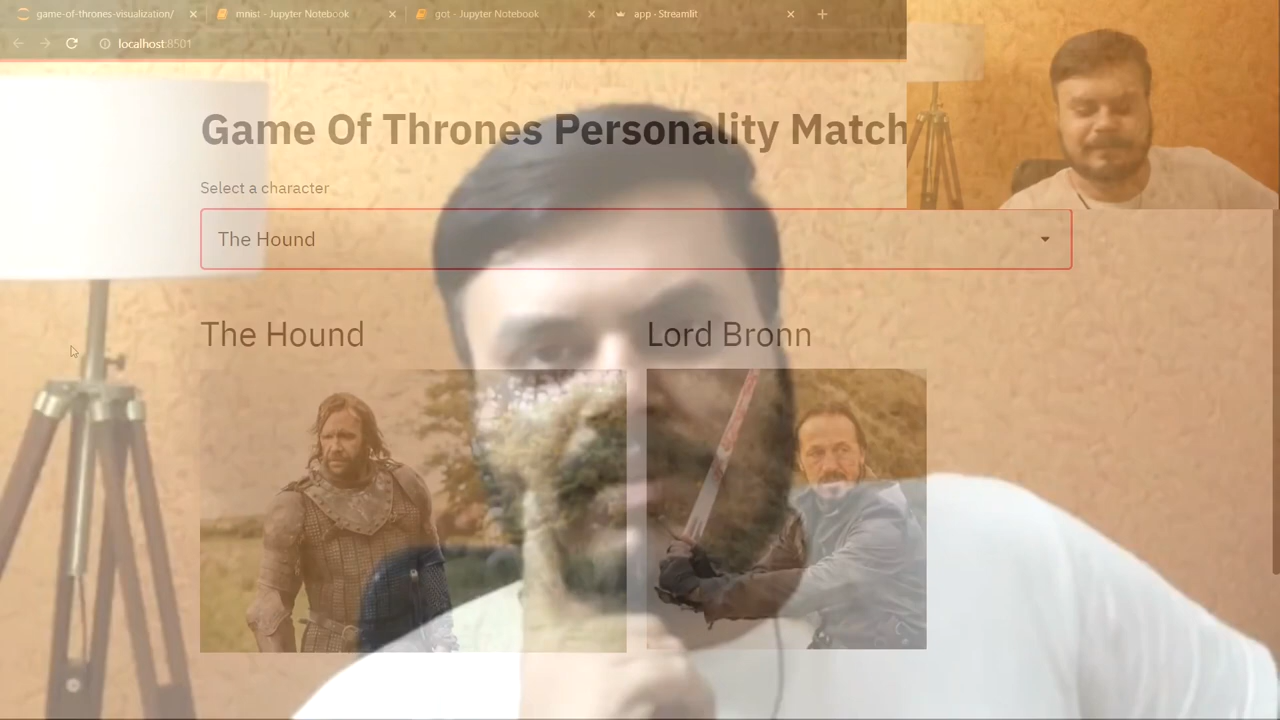 game-of-thrones-visualization/
mnist - Jupyter Notebook
got - Jupyter Notebook
app · Streamlit
localhost:8501
Game Of Thrones Personality Match
Select a character
The Hound
The Hound
Lord Bronn